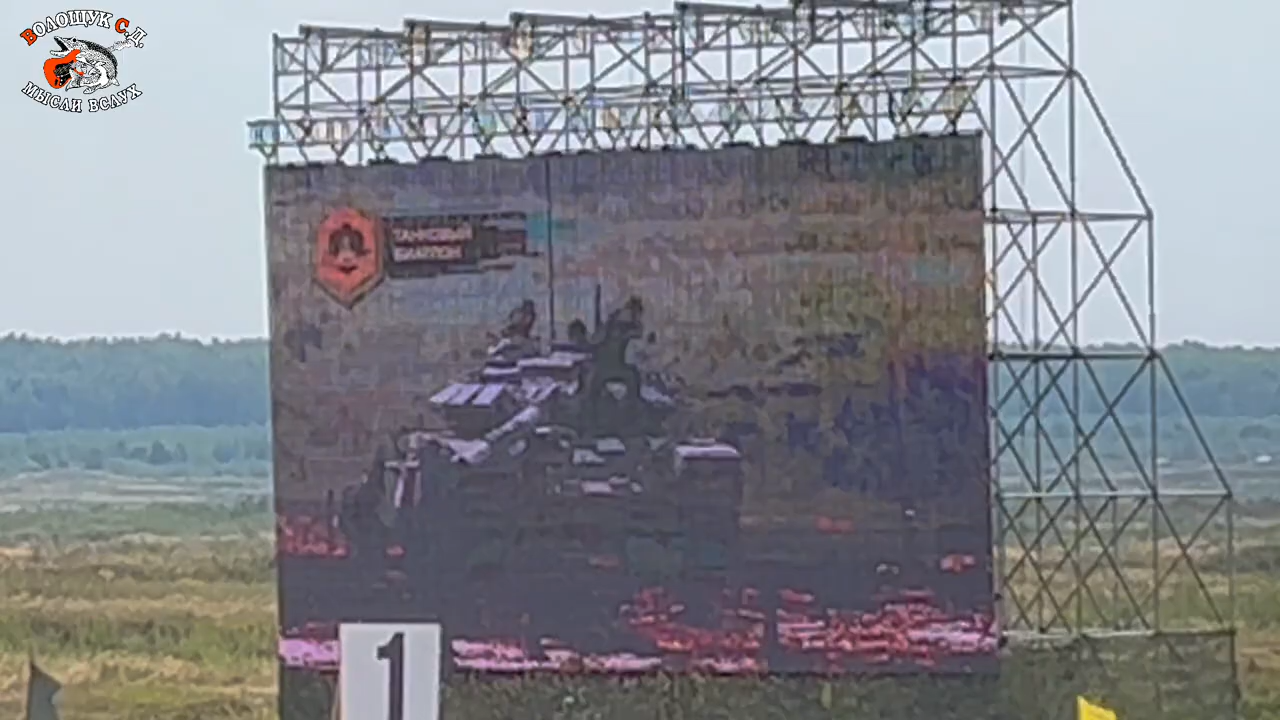 ВОЛОЩУК С.Д.
МЫСЛИ ВСЛУХ
ТАНКОВЫЙ
БИАТЛОН
1